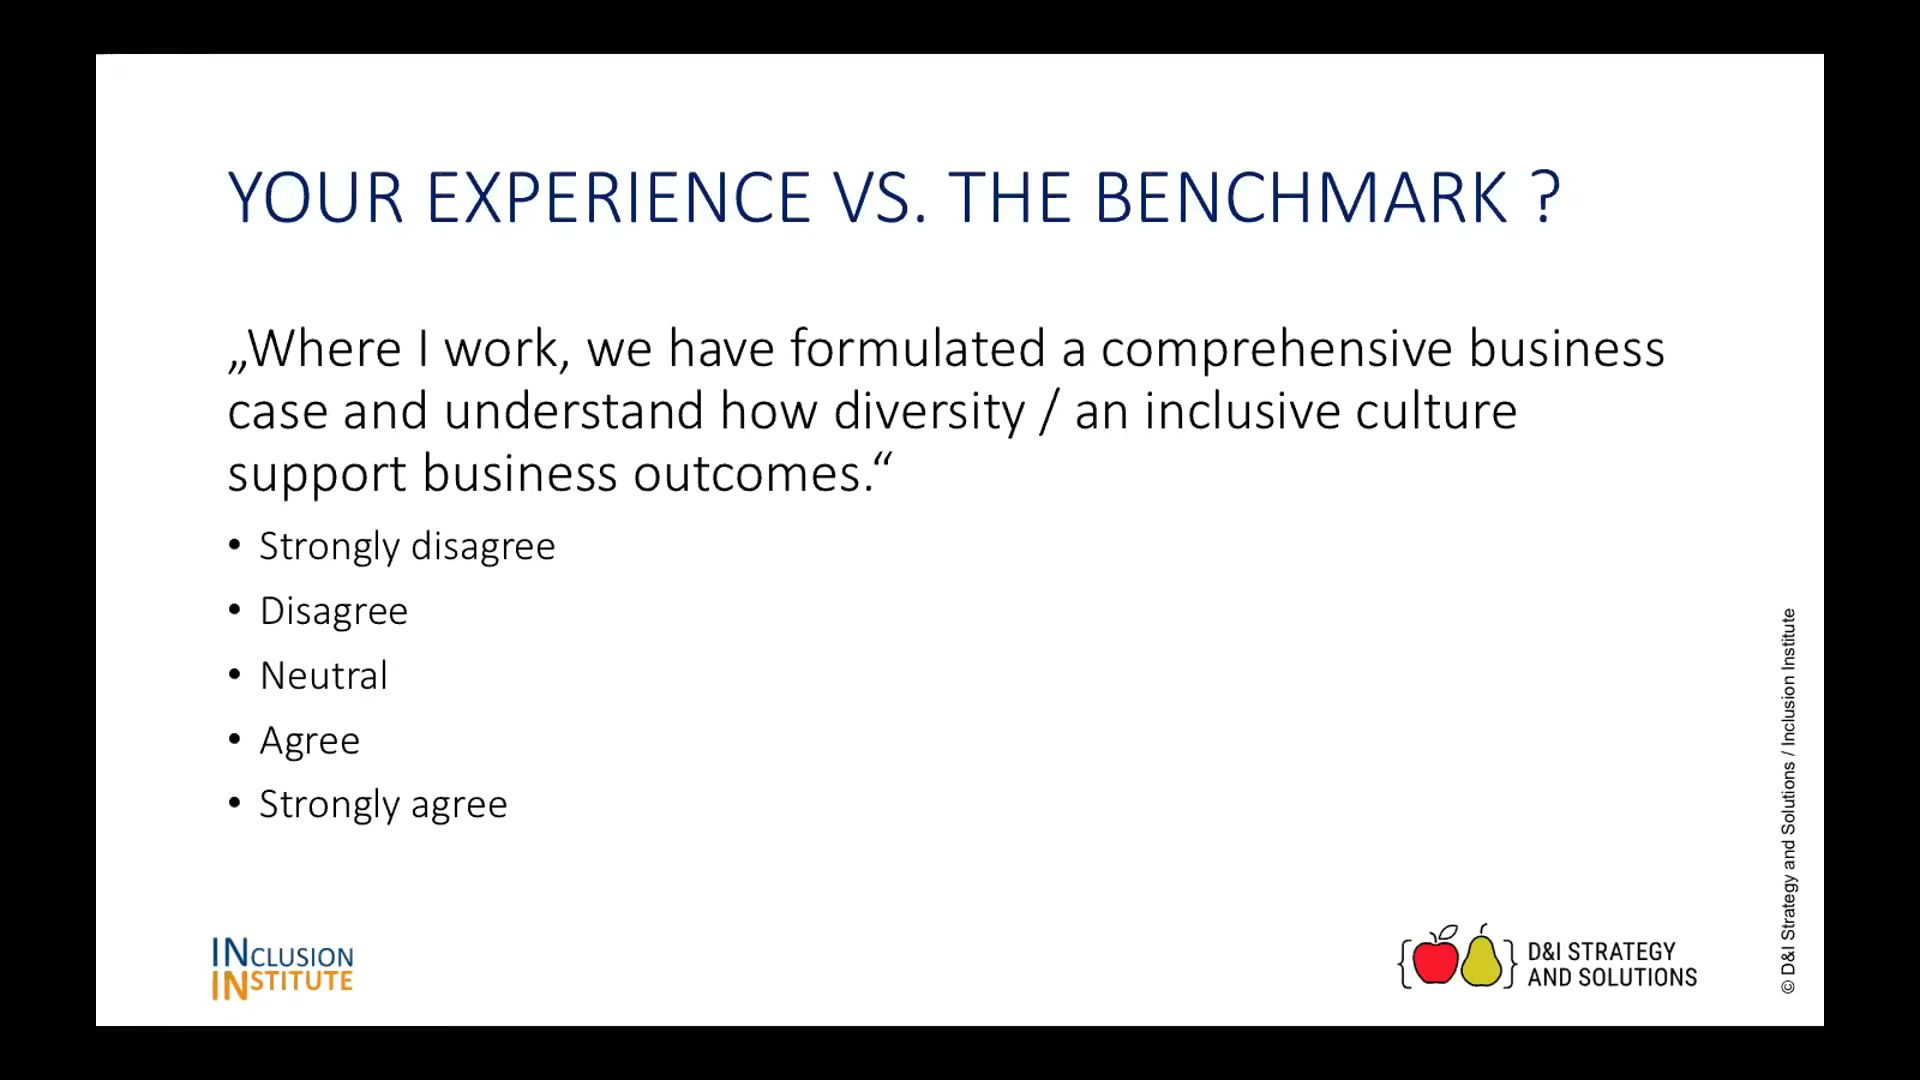 YOUR EXPERIENCE VS. THE BENCHMARK ?
„Where I work, we have formulated a comprehensive business
case and understand how diversity / an inclusive culture
support business outcomes.“
• Strongly disagree
• Disagree
• Neutral
• Agree
• Strongly agree
INCLUSION
INSTITUTE
D&I STRATEGY
AND SOLUTIONS
© D&I Strategy and Solutions / Inclusion Institute